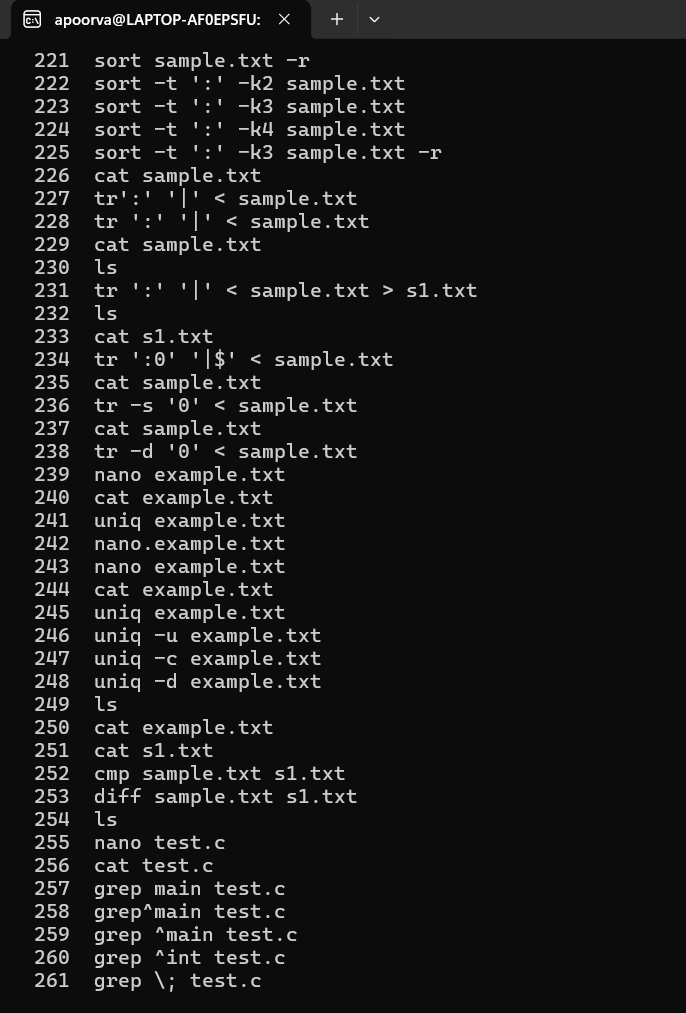 apoorva@LAPTOP-AF0EPSFU:
221 sort sample.txt -r
222 sort -t ':' -k2 sample.txt
223 sort -t ':' -k3 sample.txt
224 sort -t ':' -k4 sample.txt
225 sort -t ':' -k3 sample.txt -r
226 cat sample.txt
227 tr':' '|' < sample.txt
228 tr ':' '|' < sample.txt
229 cat sample.txt
230 ls
231 tr ':' '|' < sample.txt > s1.txt
232 ls
233 cat s1.txt
234 tr ':0' '|$' < sample.txt
235 cat sample.txt
236 tr -s '0' < sample.txt
237 cat sample.txt
238 tr -d '0' < sample.txt
239 nano example.txt
240 cat example.txt
241 uniq example.txt
242 nano.example.txt
243 nano example.txt
244 cat example.txt
245 uniq example.txt
246 uniq -u example.txt
247 uniq -c example.txt
248 uniq -d example.txt
249 ls
250 cat example.txt
251 cat s1.txt
252 cmp sample.txt s1.txt
253 diff sample.txt s1.txt
254 ls
255 nano test.c
256 cat test.c
257 grep main test.c
258 grep^main test.c
259 grep ^main test.c
260 grep ^int test.c
261 grep \; test.c